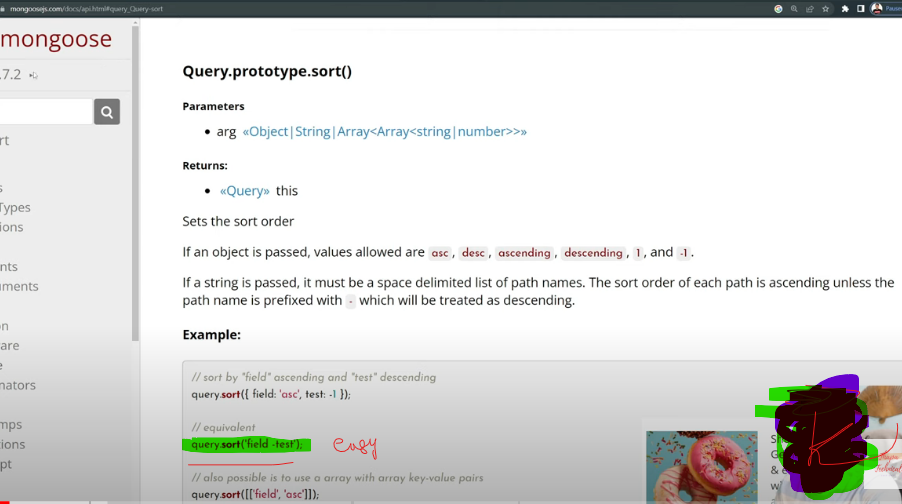 mongoosejs.com/docs/api.html#query_Query-sort
Paused
mongoose
.7.2
rt
s
Types
ions
nts
uments
on
are
e
nators
mps
tions
pt
Query.prototype.sort()
Parameters
• arg «Object|String|Array<Array<string|number>>»
Returns:
• «Query» this
Sets the sort order
If an object is passed, values allowed are asc, desc, ascending, descending, 1, and -1.
If a string is passed, it must be a space delimited list of path names. The sort order of each path is ascending unless the
path name is prefixed with - which will be treated as descending.
Example:
// sort by "field" ascending and "test" descending
query.sort({ field: 'asc', test: -1 });
// equivalent
query.sort('field -test'); easy
// also possible is to use a array with array key-value pairs
query.sort([['field', 'asc']]);